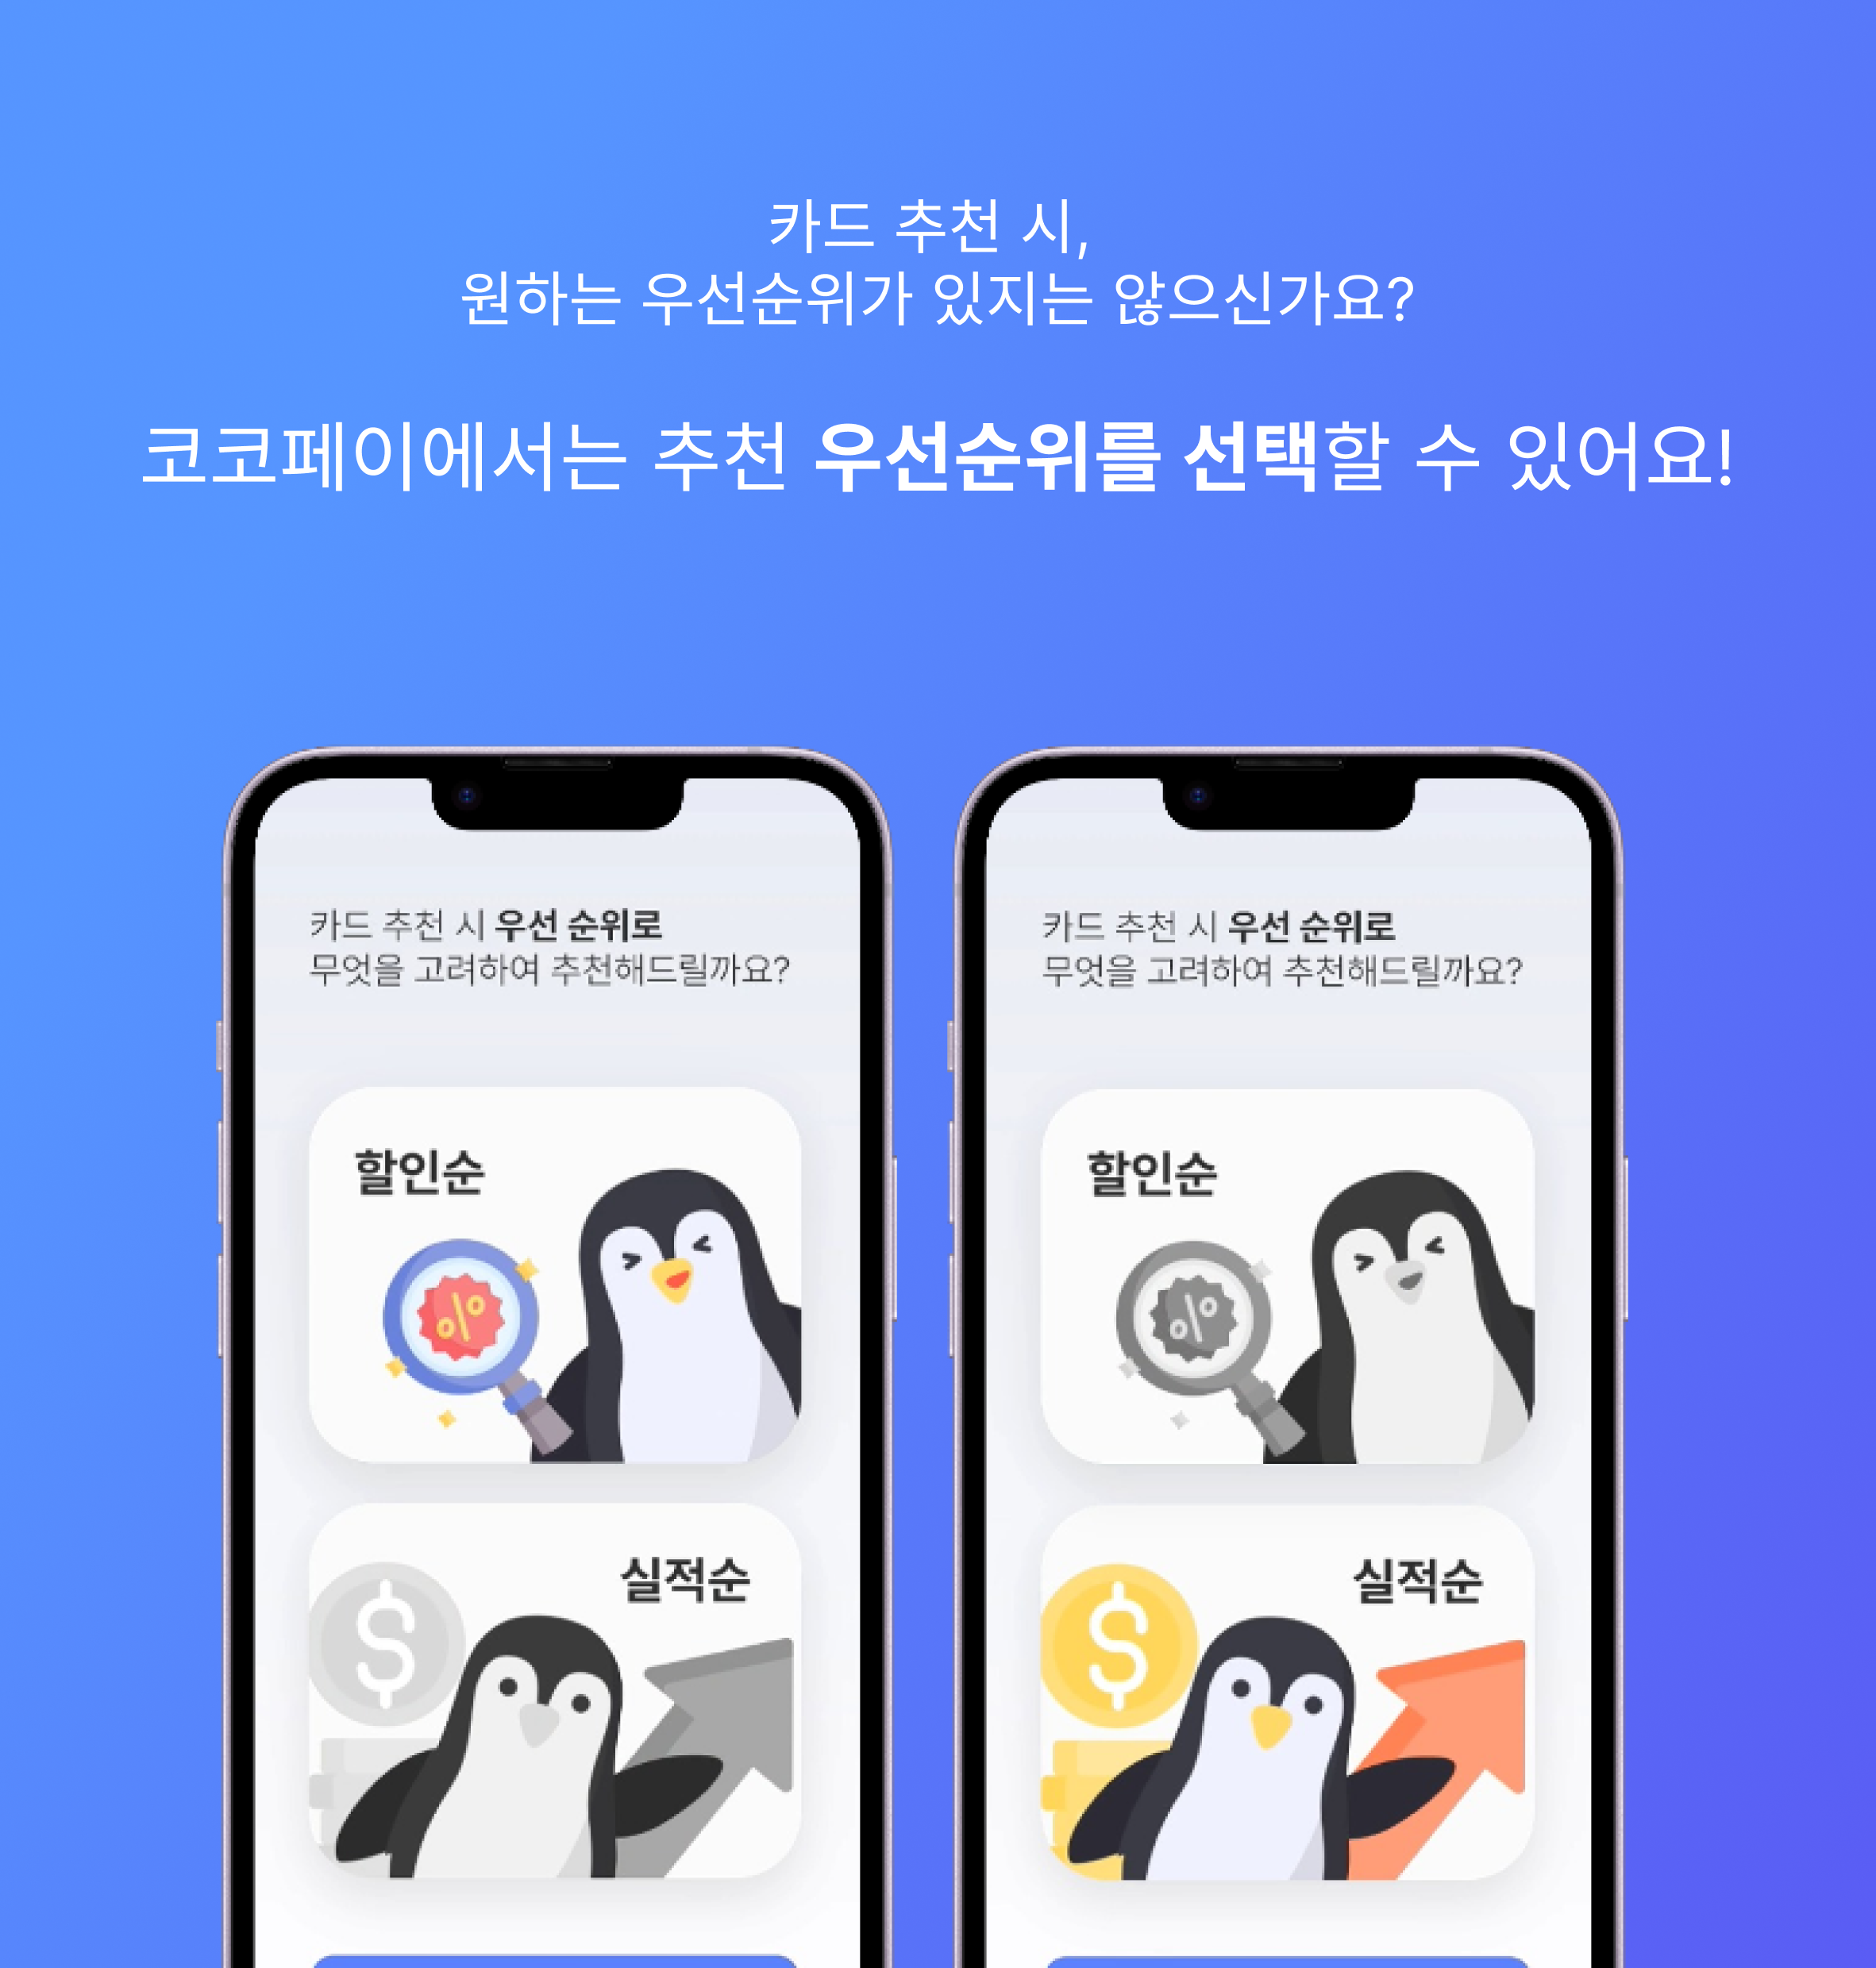 카드 추천 시,
원하는 우선순위가 있지는 않으신가요?
코코페이에서는 추천 우선순위를 선택할 수 있어요!
카드 추천 시 우선 순위로
무엇을 고려하여 추천해드릴까요?
할인순
%
실적순
$
카드 추천 시 우선 순위로
무엇을 고려하여 추천해드릴까요?
할인순
%
실적순
$